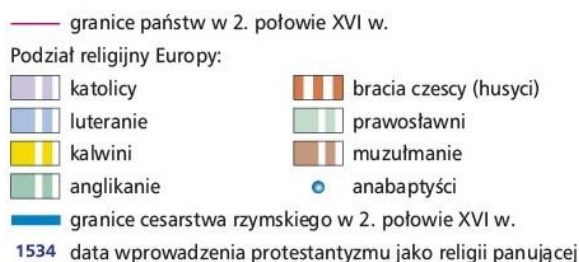 granice państw w 2. połowie XVI w.
Podział religijny Europy:
katolicy
luteranie
kalwini
anglikanie
bracia czescy (husyci)
prawosławni
muzułmanie
anabaptyści
granice cesarstwa rzymskiego w 2. połowie XVI w.
1534 data wprowadzenia protestantyzmu jako religii panującej